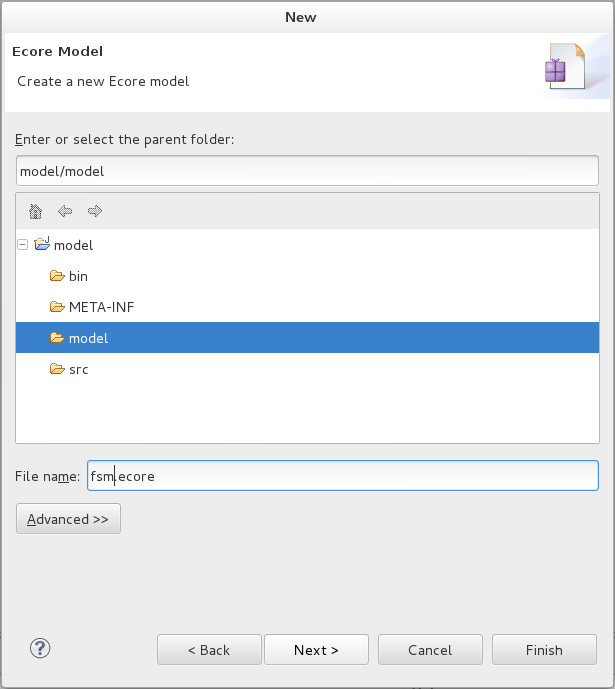 New
Ecore Model
Create a new Ecore model
Enter or select the parent folder:
model/model
model
bin
META-INF
model
src
File name: fsm.ecore
Advanced >>
? < Back Next > Cancel Finish